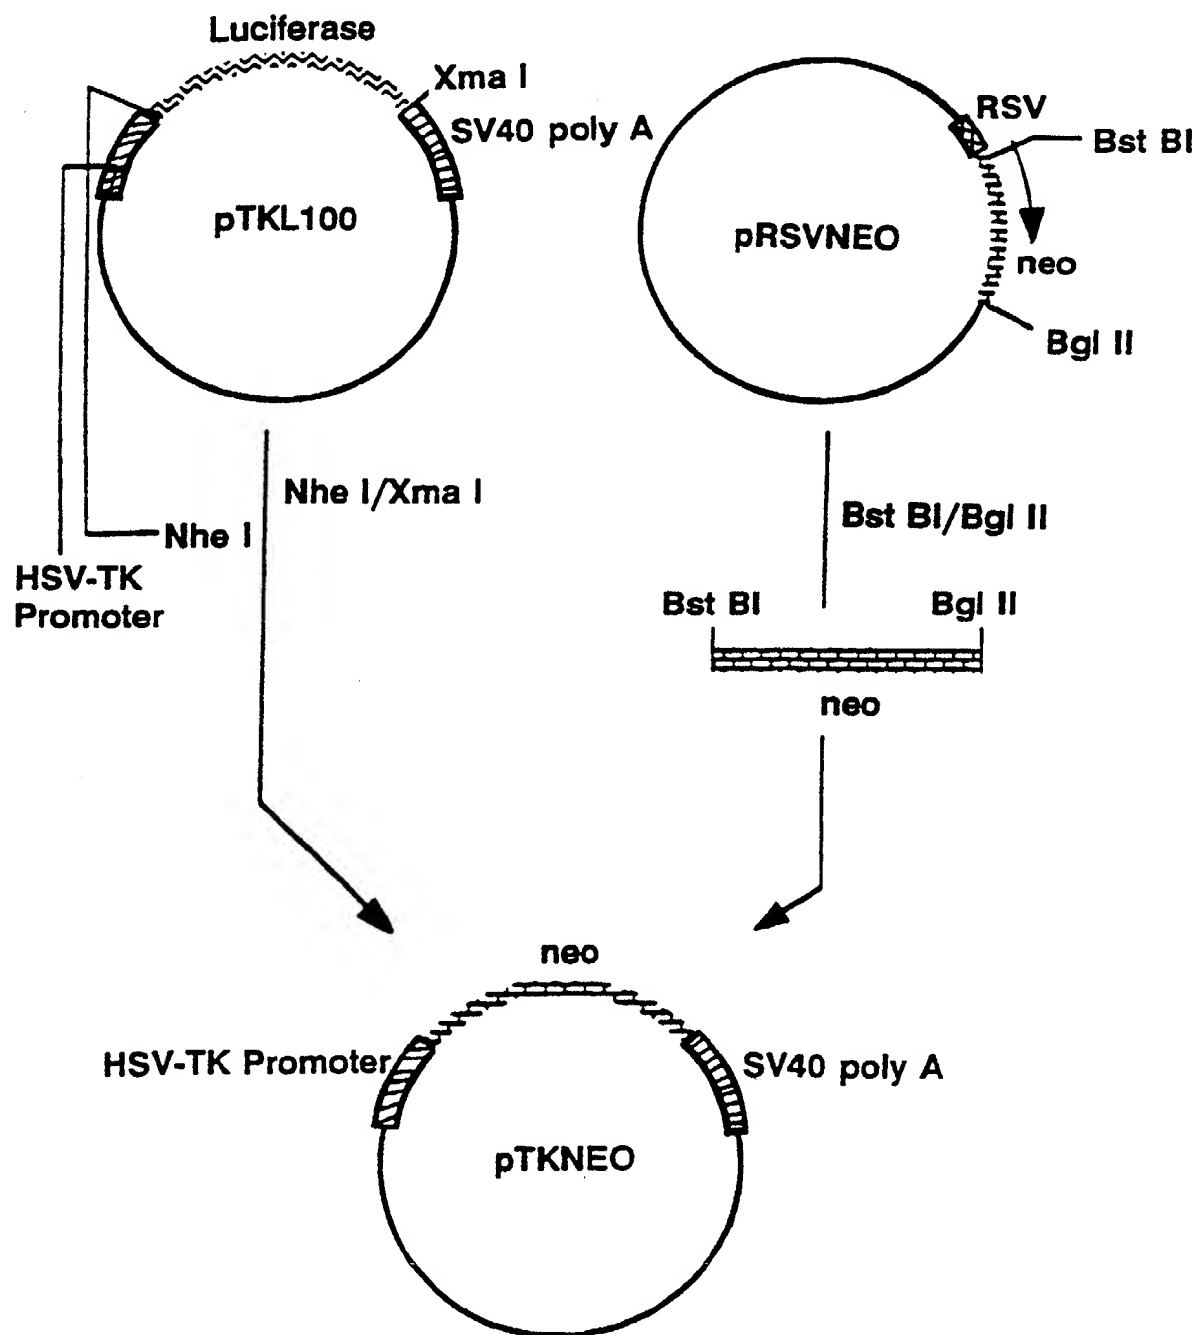 Luciferase
Xma I
SV40 poly A
pTKL100
RSV
Bst BI
pRSVNEO
neo
Bgl II
Nhe I/Xma I
Nhe I
HSV-TK
Promoter
Bst BI/Bgl II
Bst BI
Bgl II
neo
neo
HSV-TK Promoter
SV40 poly A
pTKNEO